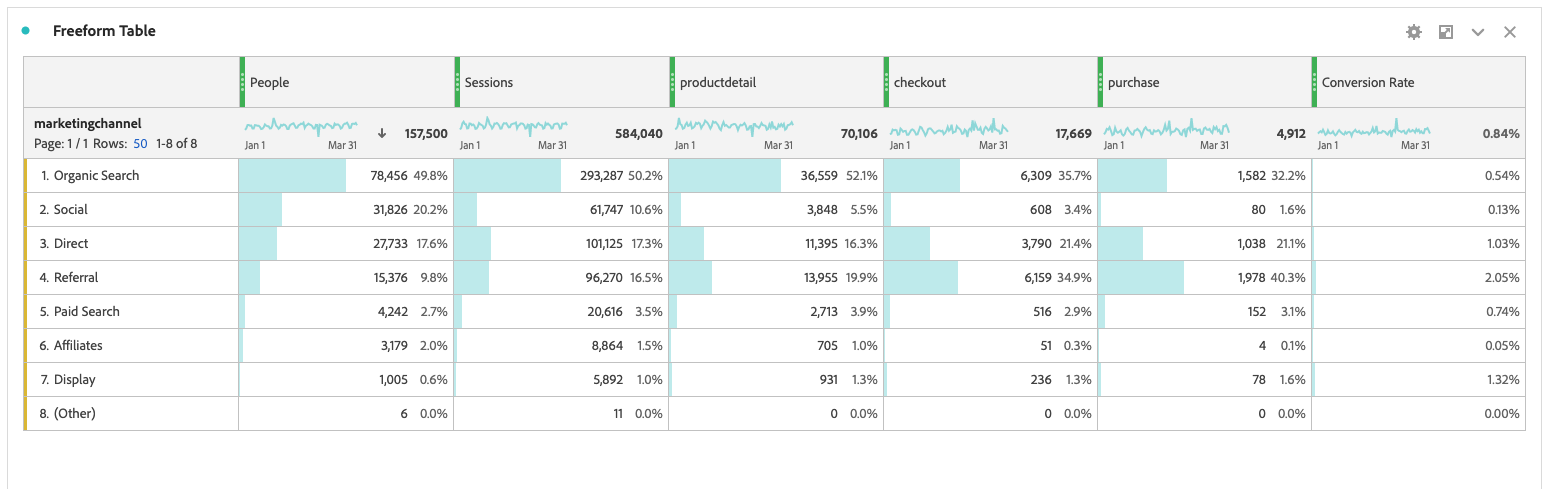 Freeform Table
People Sessions productdetail checkout purchase Conversion Rate
marketingchannel
Page: 1 / 1 Rows: 50 1-8 of 8
Jan 1 Mar 31 157,500 Jan 1 Mar 31 584,040 Jan 1 Mar 31 70,106 Jan 1 Mar 31 17,669 Jan 1 Mar 31 4,912 Jan 1 Mar 31 0.84%
1. Organic Search 78,456 49.8% 293,287 50.2% 36,559 52.1% 6,309 35.7% 1,582 32.2% 0.54%
2. Social 31,826 20.2% 61,747 10.6% 3,848 5.5% 608 3.4% 80 1.6% 0.13%
3. Direct 27,733 17.6% 101,125 17.3% 11,395 16.3% 3,790 21.4% 1,038 21.1% 1.03%
4. Referral 15,376 9.8% 96,270 16.5% 13,955 19.9% 6,159 34.9% 1,978 40.3% 2.05%
5. Paid Search 4,242 2.7% 20,616 3.5% 2,713 3.9% 516 2.9% 152 3.1% 0.74%
6. Affiliates 3,179 2.0% 8,864 1.5% 705 1.0% 51 0.3% 4 0.1% 0.05%
7. Display 1,005 0.6% 5,892 1.0% 931 1.3% 236 1.3% 78 1.6% 1.32%
8. (Other) 6 0.0% 11 0.0% 0 0.0% 0 0.0% 0 0.0% 0.00%